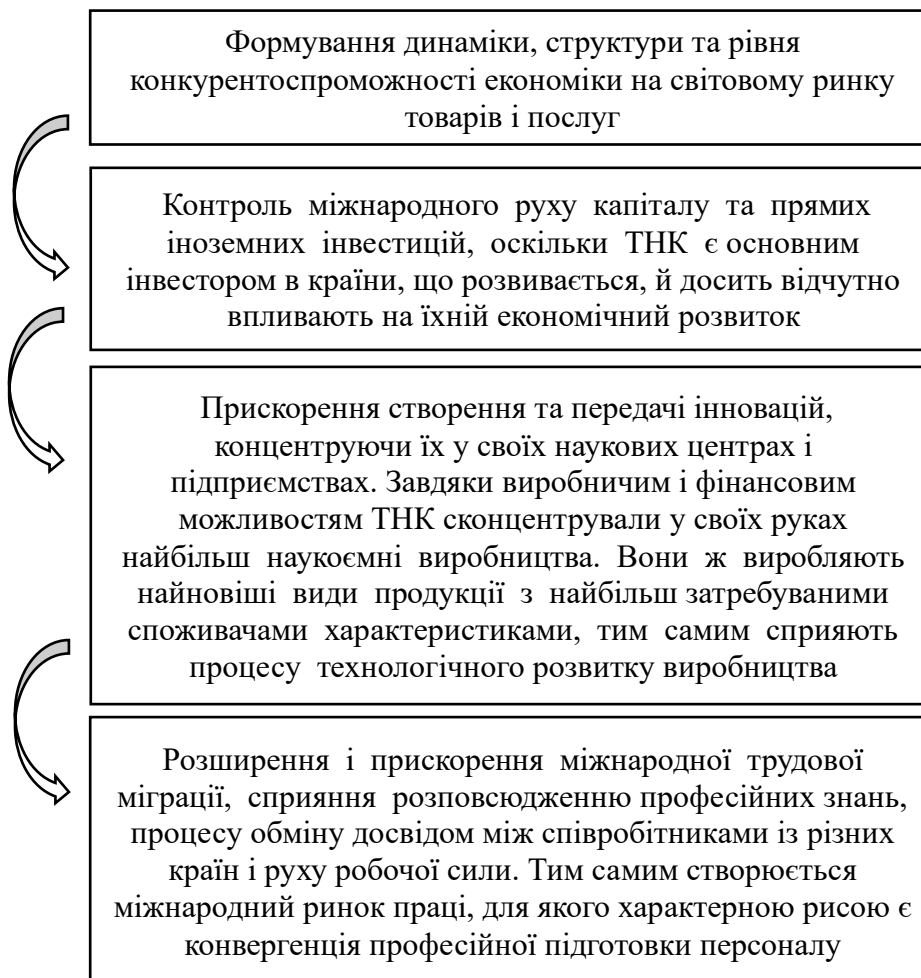 Формування динаміки, структури та рівня
конкурентоспроможності економіки на світовому ринку
товарів і послуг
Контроль міжнародного руху капіталу та прямих
іноземних інвестицій, оскільки ТНК є основним
інвестором в країни, що розвивається, й досить відчутно
впливають на їхній економічний розвиток
Прискорення створення та передачі інновацій,
концентруючи їх у своїх наукових центрах і
підприємствах. Завдяки виробничим і фінансовим
можливостям ТНК сконцентрували у своїх руках
найбільш наукоємні виробництва. Вони ж виробляють
найновіші види продукції з найбільш затребуваними
споживачами характеристиками, тим самим сприяють
процесу технологічного розвитку виробництва
Розширення і прискорення міжнародної трудової
міграції, сприяння розповсюдженню професійних знань,
процесу обміну досвідом між співробітниками із різних
країн і руху робочої сили. Тим самим створюється
міжнародний ринок праці, для якого характерною рисою є
конвергенція професійної підготовки персоналу